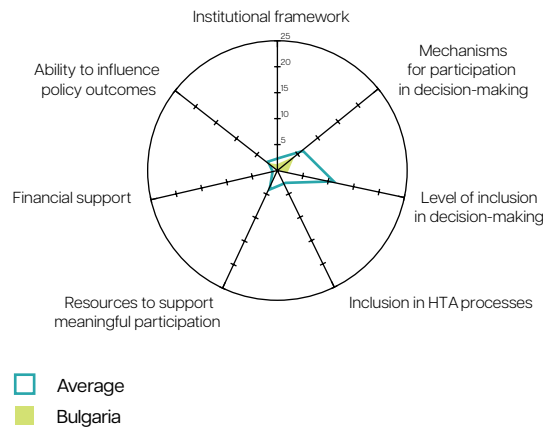 Institutional framework
25
20
15
10
5
Mechanisms
for participation
in decision-making
Level of inclusion
in decision-making
Inclusion in HTA processes
Resources to support
meaningful participation
Financial support
Ability to influence
policy outcomes
Average
Bulgaria